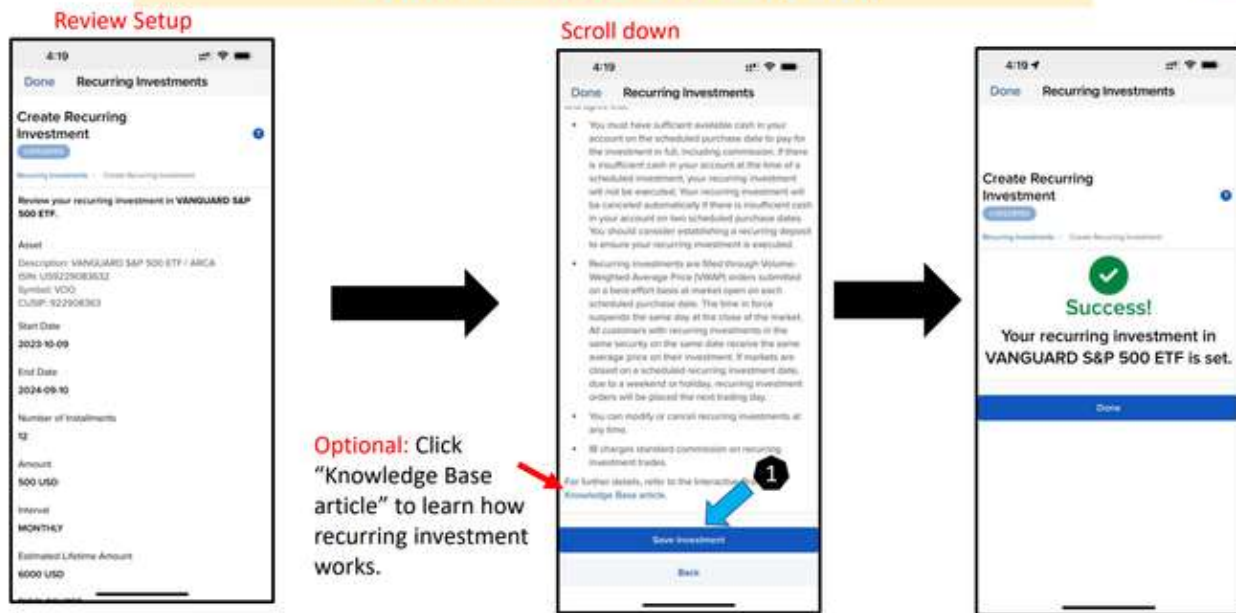 Review Setup
4:19
Done Recurring Investments
Create Recurring
Investment
Recurring Investments Create Recurring Investment
Review your recurring investment in VANGUARD S&P
500 ETF.
Asset
Description: VANGUARD S&P 500 ETF / ARCA
ISIN: US9229083632
Symbol: VOO
CUSIP: 922908363
Start Date
2023-10-09
End Date
2024-09-10
Number of Installments
12
Amount
500 USD
Interval
MONTHLY
Estimated Lifetime Amount
6000 USD
Optional: Click
"Knowledge Base
article" to learn how
recurring investment
works.
Scroll down
4:19
Done Recurring Investments
• You must have sufficient available cash in your
account on the scheduled purchase date to pay for
the investment in full, including commission. If there
is insufficient cash in your account at the time of a
scheduled investment, your recurring investment
will not be executed. Your recurring investment will
be canceled automatically if there is insufficient cash
in your account on two scheduled purchase dates.
You should consider establishing a recurring deposit
to ensure your recurring investment is executed.
• Recurring investments are filled through Volume-
Weighted Average Price (VWAP) orders submitted
on a best-effort basis at market open on each
scheduled purchase date. The time in force
suspends the same day at the close of the market.
All customers with recurring investments in the
same security on the same date receive the same
average price on their investment. If markets are
closed on a scheduled recurring investment date,
due to a weekend or holiday, recurring investment
orders will be placed the next trading day.
• You can modify or cancel recurring investments at
any time.
• IB charges standard commission on recurring
investment trades.
For further details, refer to the Interactive
Knowledge Base article.
1
Save Investment
Back
4:19
Done Recurring Investments
Create Recurring
Investment
Recurring Investments Create Recurring Investment
Success!
Your recurring investment in
VANGUARD S&P 500 ETF is set.
Done